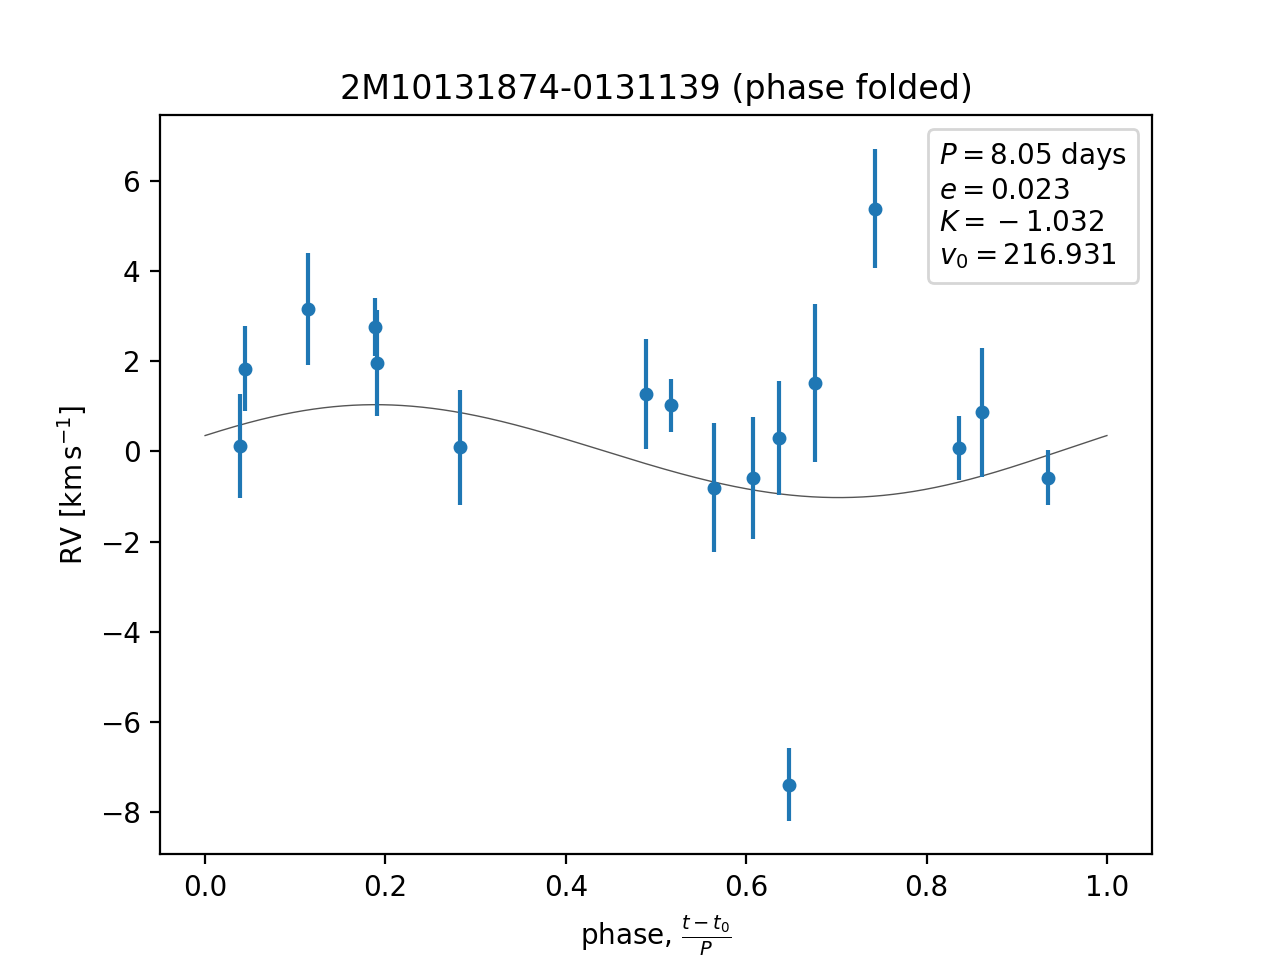 2M10131874-0131139 (phase folded)
P = 8.05 days
e = 0.023
K = −1.032
v₀ = 216.931
RV [km s⁻¹]
6
4
2
0
−2
−4
−6
−8
0.0 0.2 0.4 0.6 0.8 1.0
phase, (t − t₀)/P